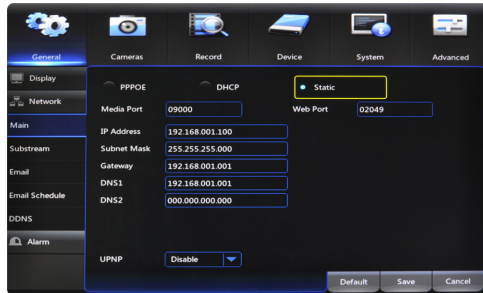 General Cameras Record Device System Advanced
Display
Network
Main
Substream
Email
Email Schedule
DDNS
Alarm
PPPOE DHCP Static
Media Port 09000 Web Port 02049
IP Address 192.168.001.100
Subnet Mask 255.255.255.000
Gateway 192.168.001.001
DNS1 192.168.001.001
DNS2 000.000.000.000
UPNP Disable
Default Save Cancel